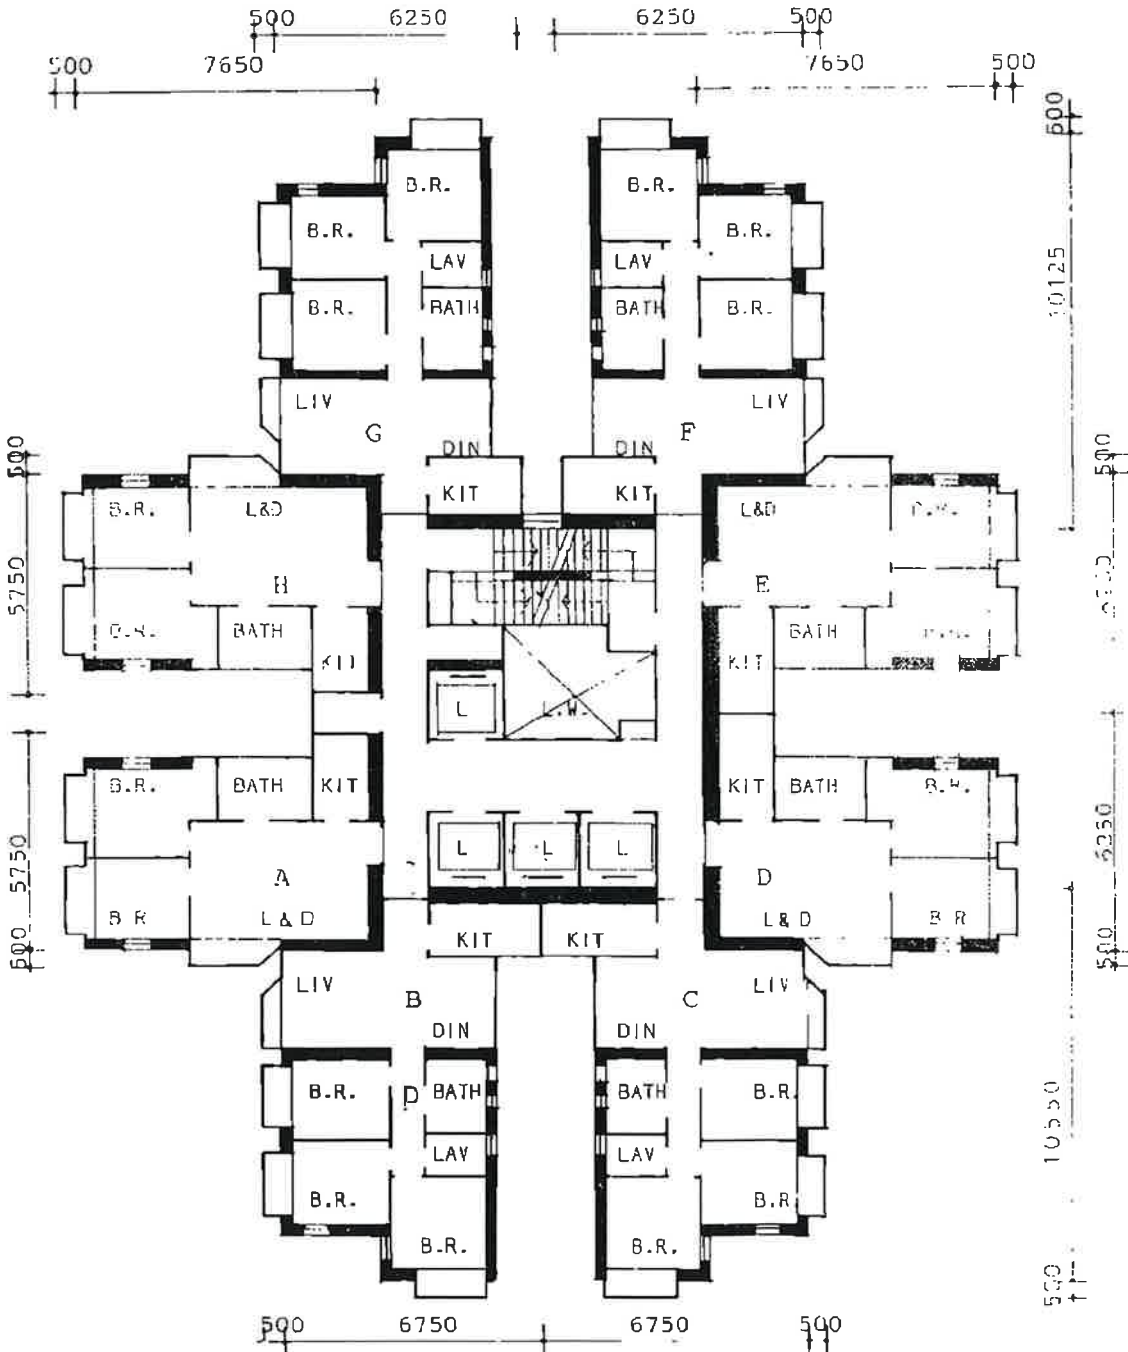 500 6250 6250 500
500 7650 7650 500
500
B.R. B.R.
B.R. B.R.
LAV LAV
10125
B.R. BATH BATH B.R.
LIV LIV
G F
DIN DIN
500 500
KIT KIT
B.R. L&D L&D
5750
H E
B.R. BATH BATH
KIT KIT
L L.W.
B.R. BATH KIT KIT BATH B.R.
6250
5750
L L L
A D
B R L & D L & D B R
KIT KIT
500 500
LIV LIV
B C
DIN DIN
B.R. D BATH BATH B.R.
10550
LAV LAV
B.R. B.R
B.R. B.R.
500
500 6750 6750 500